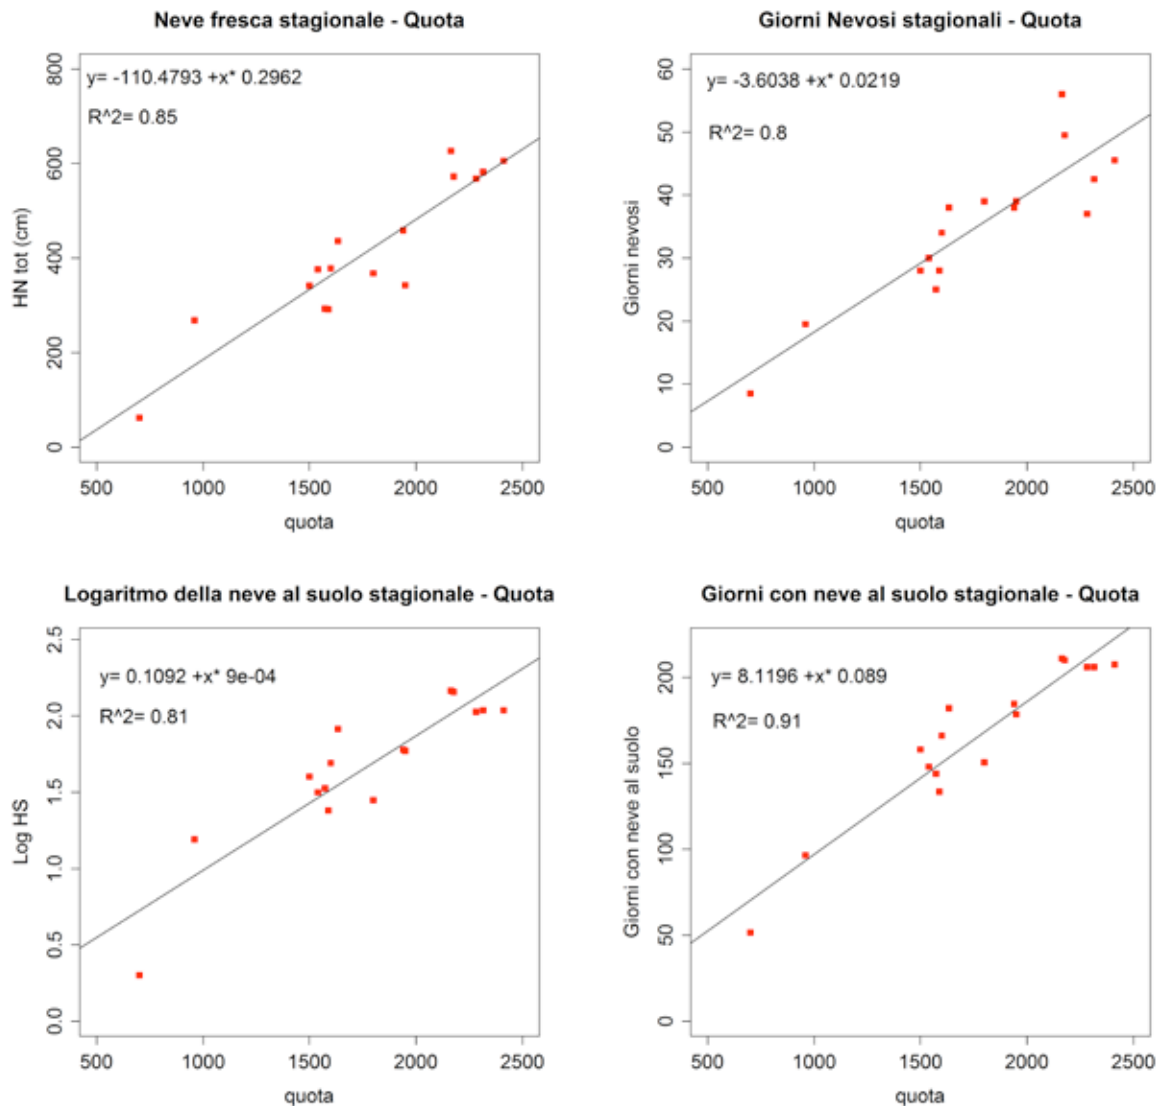 Neve fresca stagionale - Quota
y= -110.4793 +x* 0.2962
R^2= 0.85
HN tot (cm)
800
600
400
200
0
500 1000 1500 2000 2500
quota
Giorni Nevosi stagionali - Quota
y= -3.6038 +x* 0.0219
R^2= 0.8
Giorni nevosi
60
50
40
30
20
10
0
500 1000 1500 2000 2500
quota
Logaritmo della neve al suolo stagionale - Quota
y= 0.1092 +x* 9e-04
R^2= 0.81
Log HS
2.5
2.0
1.5
1.0
0.5
0.0
500 1000 1500 2000 2500
quota
Giorni con neve al suolo stagionale - Quota
y= 8.1196 +x* 0.089
R^2= 0.91
Giorni con neve al suolo
200
150
100
50
0
500 1000 1500 2000 2500
quota